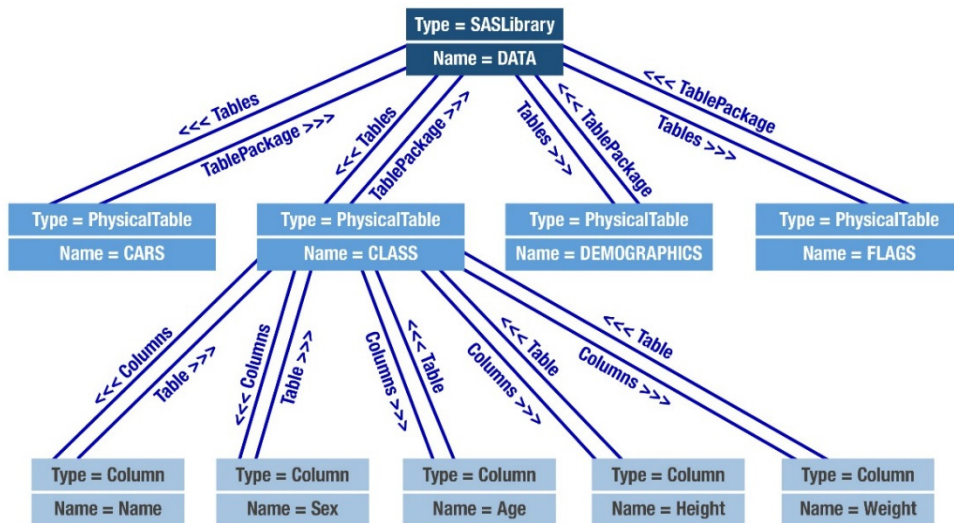 Type = SASLibrary
Name = DATA
<<< Tables
TablePackage >>>
<<< Tables
TablePackage >>>
Tables >>>
<<< TablePackage
Tables >>>
<<< TablePackage
Type = PhysicalTable
Name = CARS
Type = PhysicalTable
Name = CLASS
Type = PhysicalTable
Name = DEMOGRAPHICS
Type = PhysicalTable
Name = FLAGS
<<< Columns
Table >>>
<<< Columns
Table >>>
Columns >>>
<<< Table
Columns >>>
<<< Table
Columns >>>
<<< Table
Type = Column
Name = Name
Type = Column
Name = Sex
Type = Column
Name = Age
Type = Column
Name = Height
Type = Column
Name = Weight